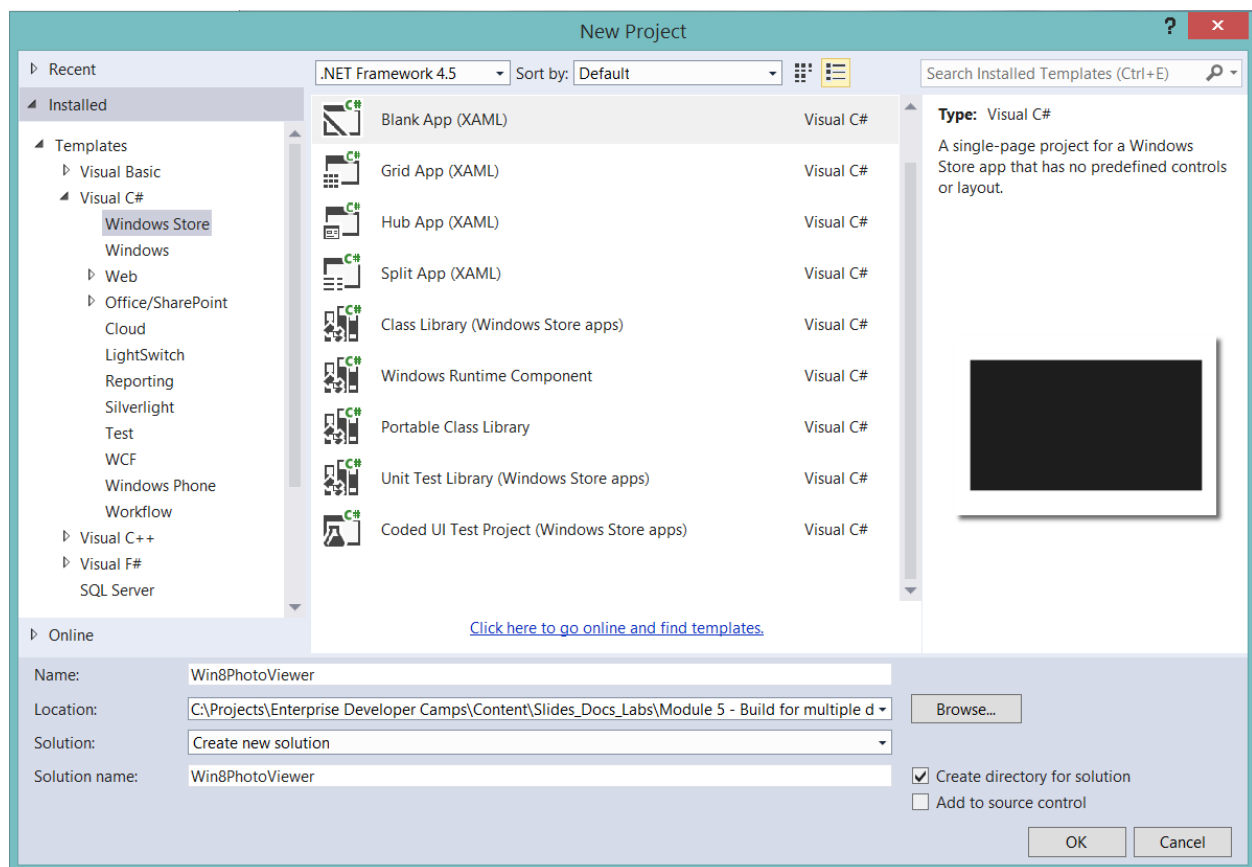 New Project
?
Recent
.NET Framework 4.5
Sort by: Default
Search Installed Templates (Ctrl+E)
Installed
Templates
Visual Basic
Visual C#
Windows Store
Windows
Web
Office/SharePoint
Cloud
LightSwitch
Reporting
Silverlight
Test
WCF
Windows Phone
Workflow
Visual C++
Visual F#
SQL Server
Online
C# Blank App (XAML) Visual C#
C# Grid App (XAML) Visual C#
C# Hub App (XAML) Visual C#
C# Split App (XAML) Visual C#
C# Class Library (Windows Store apps) Visual C#
C# Windows Runtime Component Visual C#
C# Portable Class Library Visual C#
C# Unit Test Library (Windows Store apps) Visual C#
C# Coded UI Test Project (Windows Store apps) Visual C#
Click here to go online and find templates.
Type: Visual C#
A single-page project for a Windows
Store app that has no predefined controls
or layout.
Name: Win8PhotoViewer
Location: C:\Projects\Enterprise Developer Camps\Content\Slides_Docs_Labs\Module 5 - Build for multiple d
Browse...
Solution: Create new solution
Solution name: Win8PhotoViewer
Create directory for solution
Add to source control
OK
Cancel